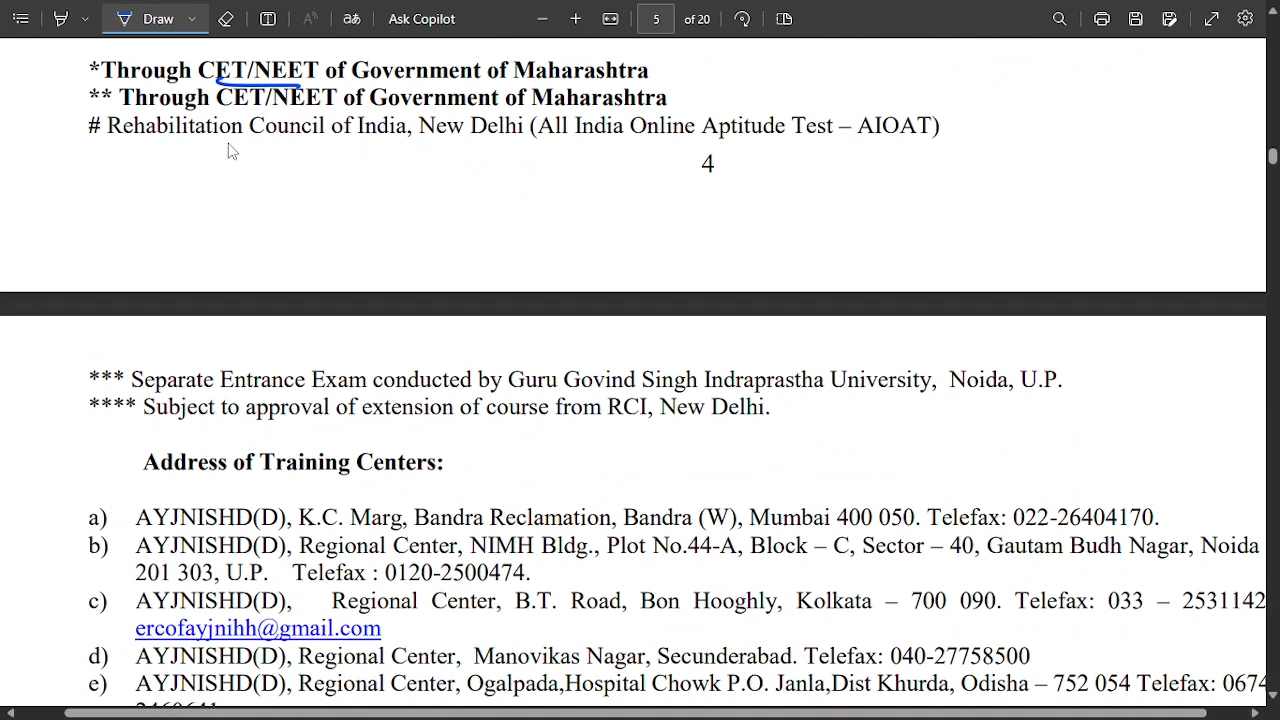 Draw
Ask Copilot
5 of 20
*Through CET/NEET of Government of Maharashtra
** Through CET/NEET of Government of Maharashtra
# Rehabilitation Council of India, New Delhi (All India Online Aptitude Test – AIOAT)
4
*** Separate Entrance Exam conducted by Guru Govind Singh Indraprastha University, Noida, U.P.
**** Subject to approval of extension of course from RCI, New Delhi.
Address of Training Centers:
a) AYJNISHD(D), K.C. Marg, Bandra Reclamation, Bandra (W), Mumbai 400 050. Telefax: 022-26404170.
b) AYJNISHD(D), Regional Center, NIMH Bldg., Plot No.44-A, Block – C, Sector – 40, Gautam Budh Nagar, Noida
201 303, U.P. Telefax : 0120-2500474.
c) AYJNISHD(D), Regional Center, B.T. Road, Bon Hooghly, Kolkata – 700 090. Telefax: 033 – 2531142
ercofayjnihh@gmail.com
d) AYJNISHD(D), Regional Center, Manovikas Nagar, Secunderabad. Telefax: 040-27758500
e) AYJNISHD(D), Regional Center, Ogalpada,Hospital Chowk P.O. Janla,Dist Khurda, Odisha – 752 054 Telefax: 0674